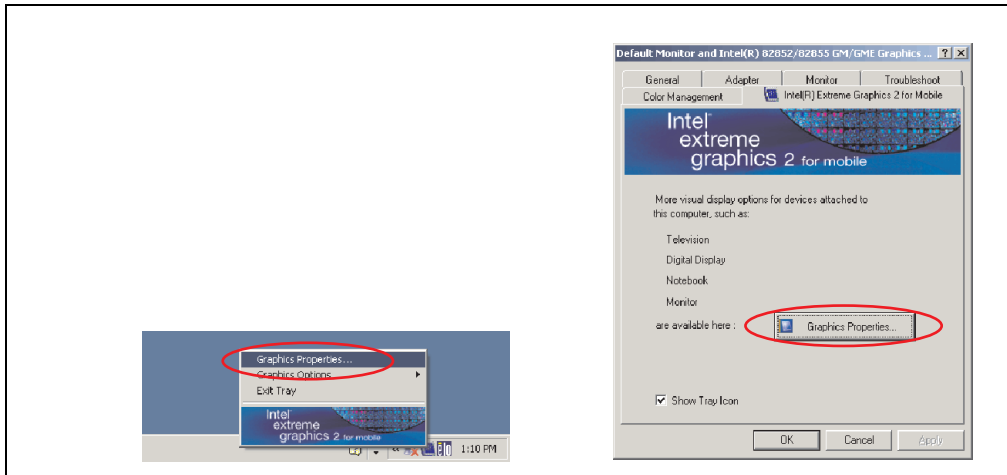 Graphics Properties...
Graphics Options
Exit Tray
Intel
extreme
graphics 2 for mobile
1:10 PM
Default Monitor and Intel(R) 82852/82855 GM/GME Graphics ...
General Adapter Monitor Troubleshoot
Color Management Intel(R) Extreme Graphics 2 for Mobile
Intel
extreme
graphics 2 for mobile
More visual display options for devices attached to
this computer, such as:
Television
Digital Display
Notebook
Monitor
are available here : Graphics Properties...
Show Tray Icon
OK Cancel Apply